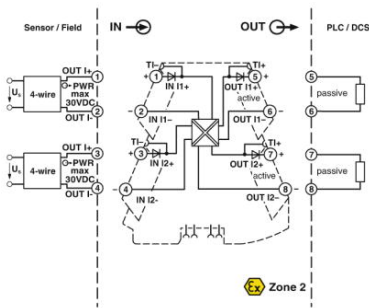 Sensor / Field
IN
OUT
PLC / DCS
OUT I+
1
4-wire
PWR
max
30VDC
OUT I-
2
U
OUT I+
3
4-wire
PWR
max
30VDC
OUT I-
4
U
TI–
1
IN I1+
2
IN I1–
TI–
3
IN I2+
4
IN I2-
TI+
OUT I1+
5
active
6
OUT I1–
TI+
OUT I2+
7
active
8
OUT I2–
5
passive
6
7
passive
8
Ex Zone 2